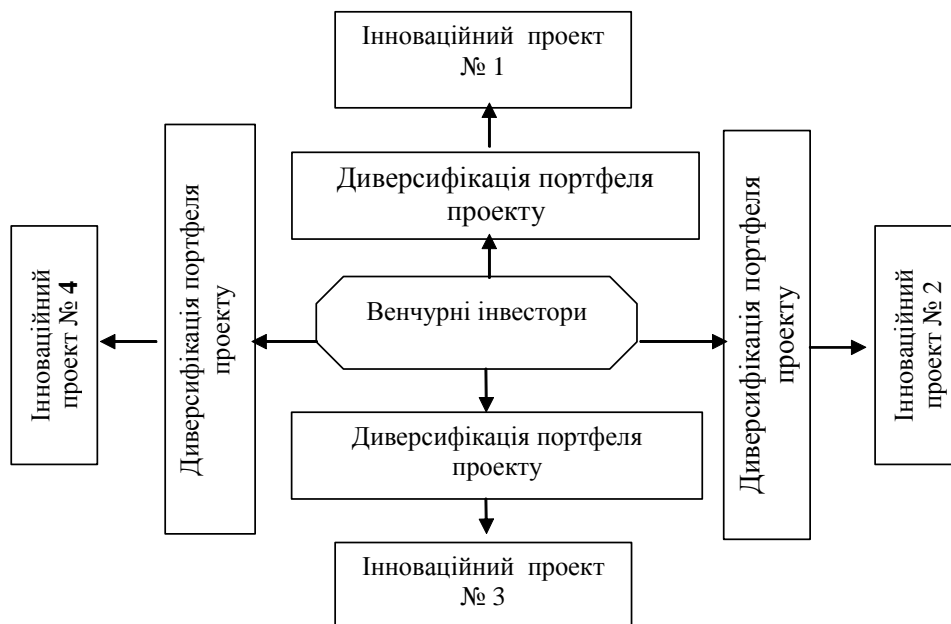 Інноваційний проект
№ 1
Диверсифікація портфеля
проекту
Диверсифікація портфеля
проекту
Інноваційний
проект № 4
Венчурні інвестори
Диверсифікація портфеля
проекту
Інноваційний
проект № 2
Диверсифікація портфеля
проекту
Інноваційний проект
№ 3